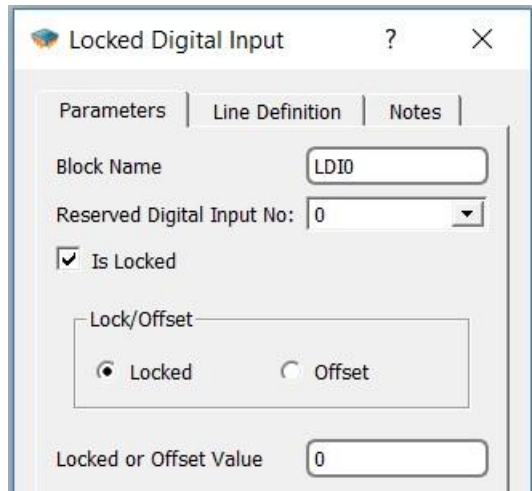 Locked Digital Input ? ×
Parameters Line Definition Notes
Block Name LDI0
Reserved Digital Input No: 0
Is Locked
Lock/Offset
Locked Offset
Locked or Offset Value 0